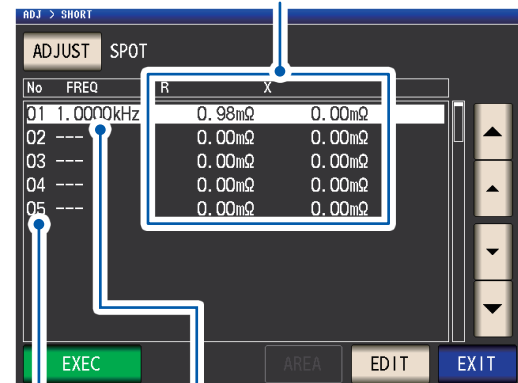 ADJ > SHORT
ADJUST SPOT
No FREQ R X
01 1.0000kHz 0.98mΩ 0.00mΩ
02 --- 0.00mΩ 0.00mΩ
03 --- 0.00mΩ 0.00mΩ
04 --- 0.00mΩ 0.00mΩ
05 --- 0.00mΩ 0.00mΩ
EXEC AREA EDIT EXIT